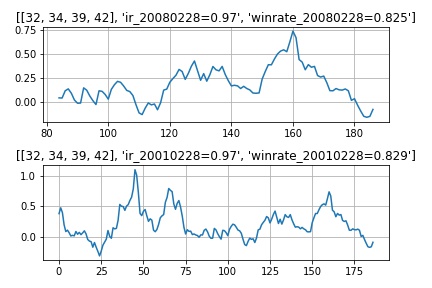 [[32, 34, 39, 42], 'ir_20080228=0.97', 'winrate_20080228=0.825']
0.75
0.50
0.25
0.00
80 100 120 140 160 180
[[32, 34, 39, 42], 'ir_20010228=0.97', 'winrate_20010228=0.829']
1.0
0.5
0.0
0 25 50 75 100 125 150 175